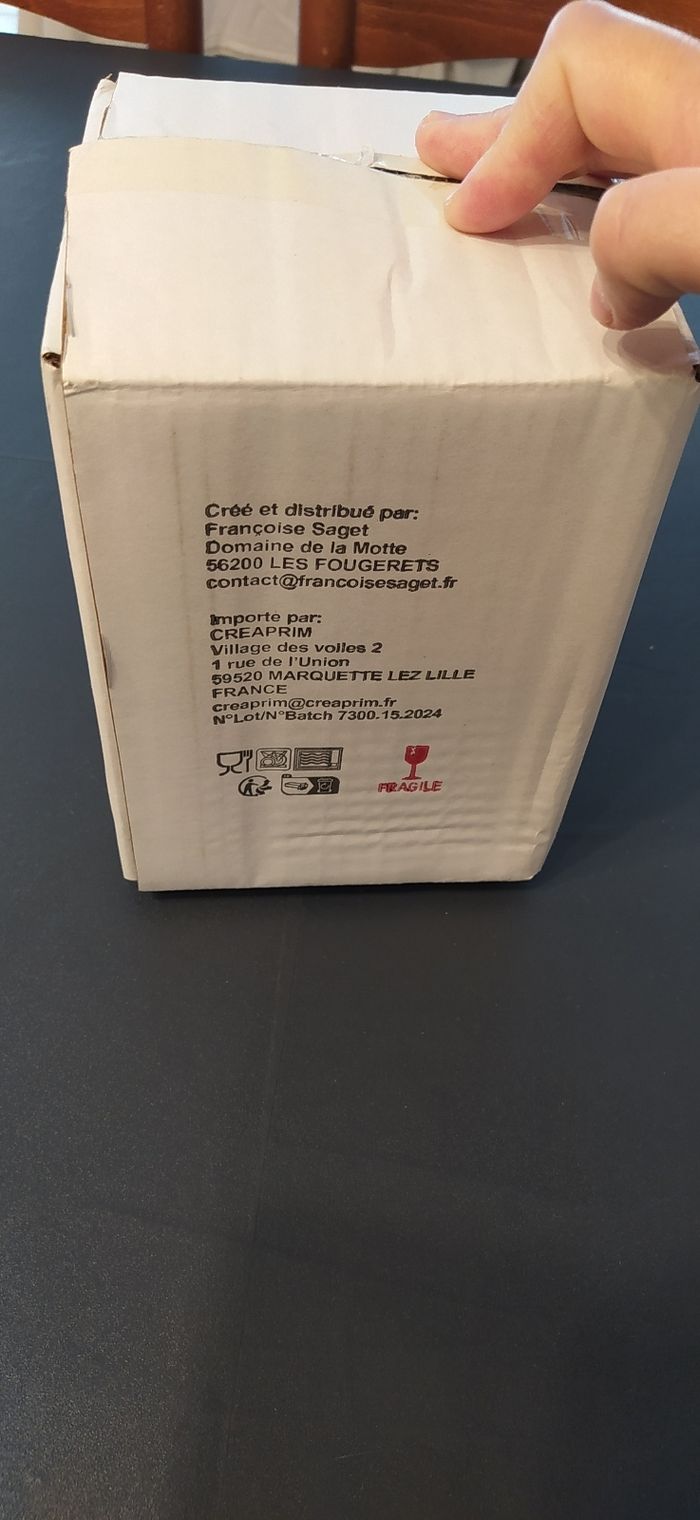 Créé et distribué par:
Françoise Saget
Domaine de la Motte
56200 LES FOUGERETS
contact@francoisesaget.fr
Importe par:
CREAPRIM
Village des voiles 2
1 rue de l'Union
59520 MARQUETTE LEZ LILLE
FRANCE
creaprim@creaprim.fr
N°Lot/N°Batch 7300.15.2024
FRAGILE